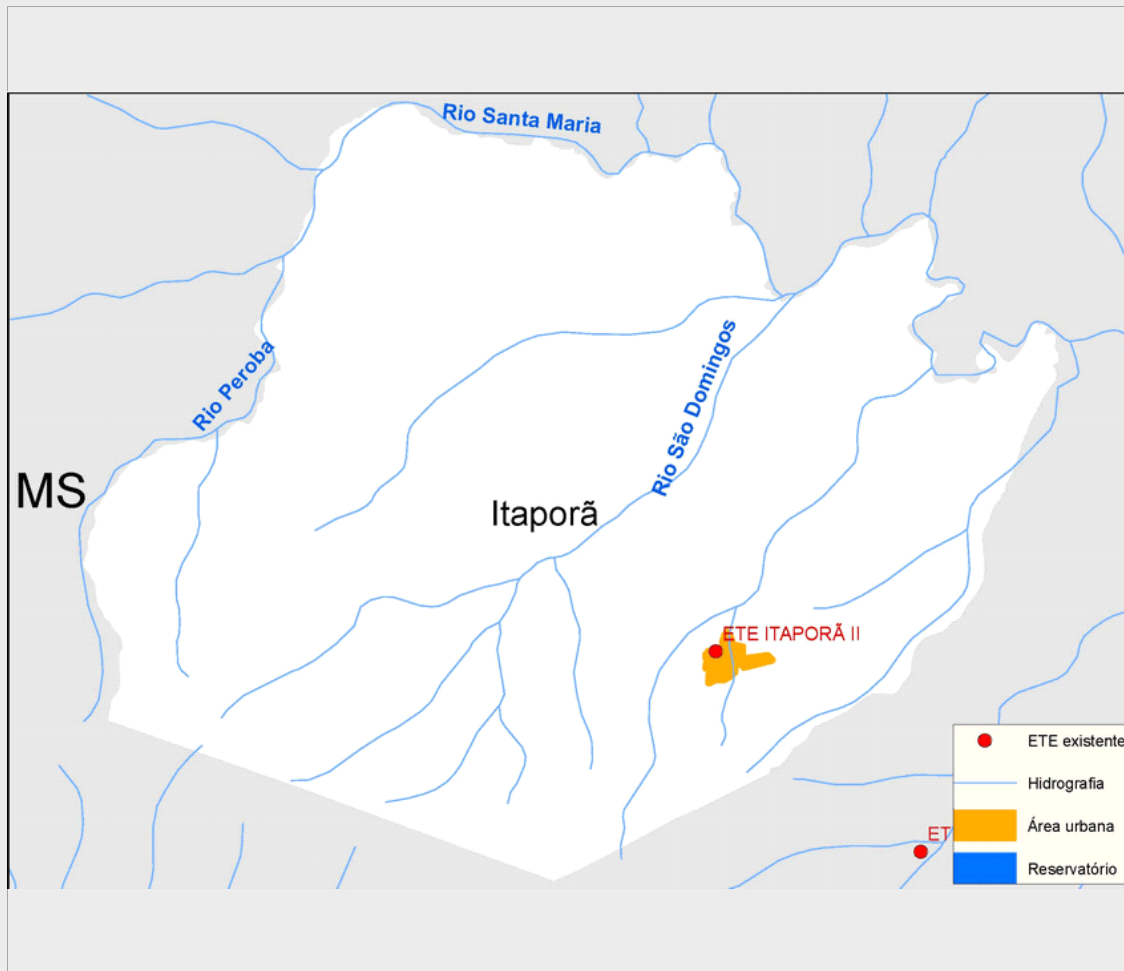 Rio Santa Maria
Rio Peroba
Rio São Domingos
MS
Itaporã
ETE ITAPORÃ II
ET
ETE existente
Hidrografia
Área urbana
Reservatório